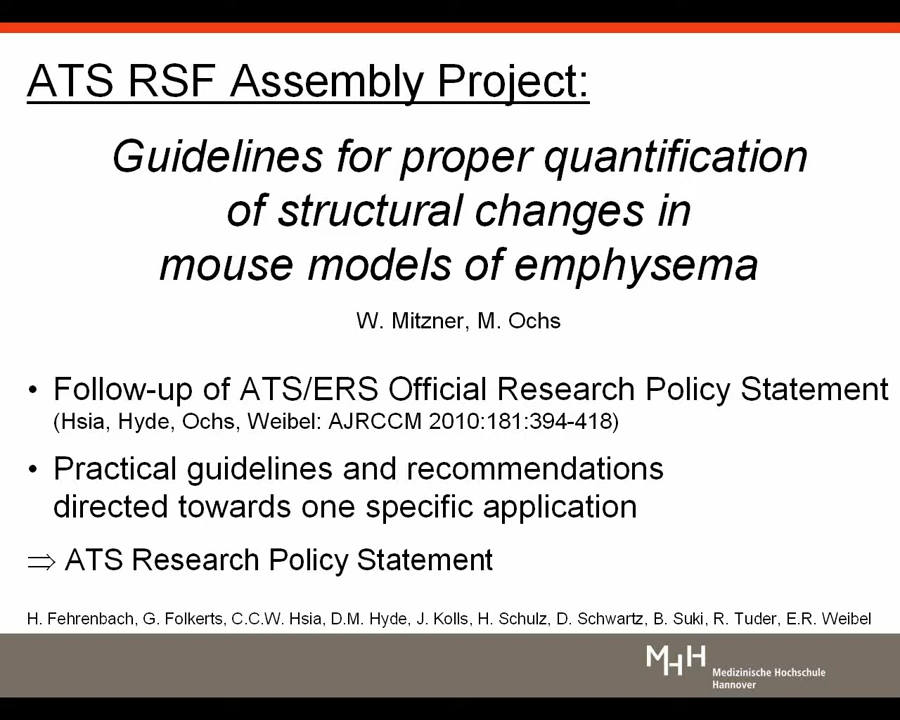 ATS RSF Assembly Project:
Guidelines for proper quantification
of structural changes in
mouse models of emphysema
W. Mitzner, M. Ochs
• Follow-up of ATS/ERS Official Research Policy Statement
(Hsia, Hyde, Ochs, Weibel: AJRCCM 2010:181:394-418)
• Practical guidelines and recommendations
directed towards one specific application
⇒ ATS Research Policy Statement
H. Fehrenbach, G. Folkerts, C.C.W. Hsia, D.M. Hyde, J. Kolls, H. Schulz, D. Schwartz, B. Suki, R. Tuder, E.R. Weibel
MHH
Medizinische Hochschule
Hannover